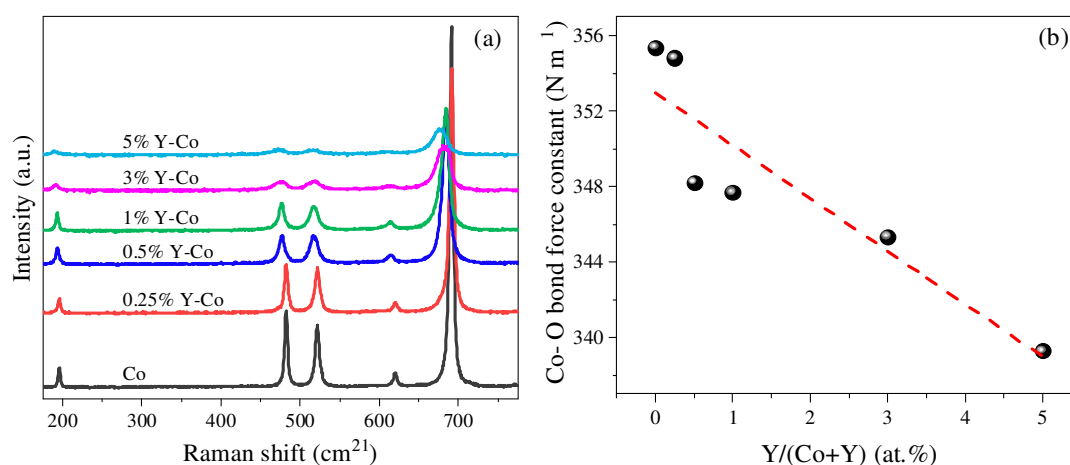 (a)
5% Y-Co
3% Y-Co
1% Y-Co
0.5% Y-Co
0.25% Y-Co
Co
Intensity (a.u.)
200 300 400 500 600 700
Raman shift (cm²¹)
(b)
356
352
348
344
340
Co- O bond force constant (N m⁻¹)
0 1 2 3 4 5
Y/(Co+Y) (at.%)